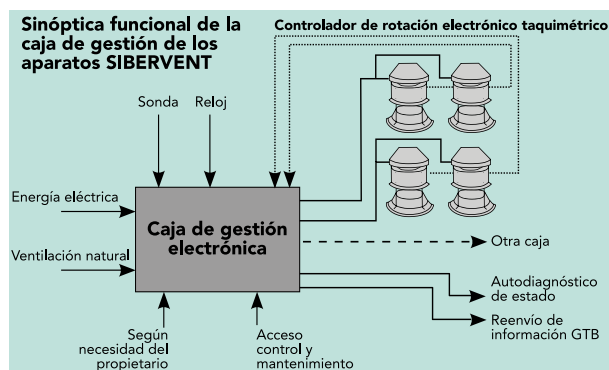 Sinóptica funcional de la
caja de gestión de los
aparatos SIBERVENT
Controlador de rotación electrónico taquimétrico
Sonda
Reloj
Energía eléctrica
Ventilación natural
Caja de gestión
electrónica
Otra caja
Autodiagnóstico
de estado
Reenvío de
información GTB
Según
necesidad del
propietario
Acceso
control y
mantenimiento